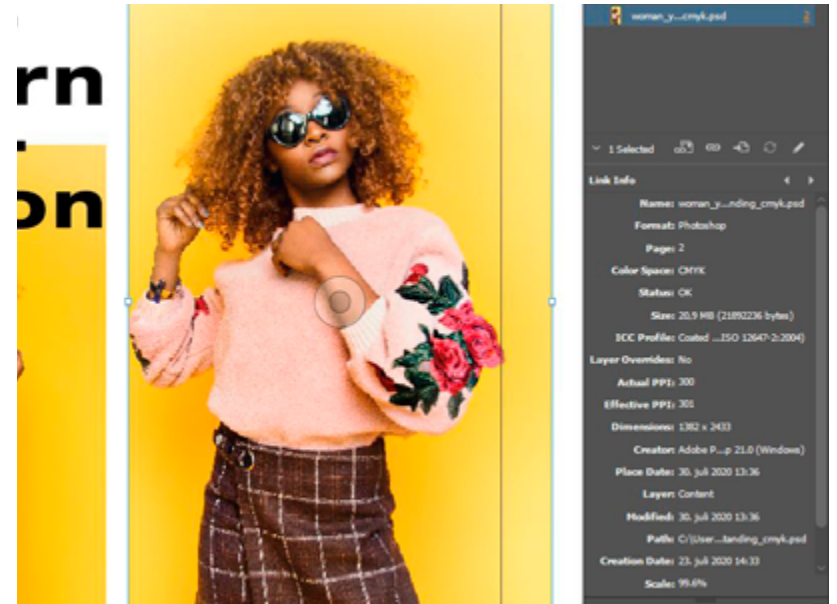 rn
on
woman_y...cmyk.psd
2
1 Selected
Link Info
Name: woman_y...nding_cmyk.psd
Format: Photoshop
Page: 2
Color Space: CMYK
Status: OK
Size: 20,9 MB (21892236 bytes)
ICC Profile: Coated ...ISO 12647-2:2004)
Layer Overrides: No
Actual PPI: 300
Effective PPI: 301
Dimensions: 1382 x 2433
Creator: Adobe P...p 21.0 (Windows)
Place Date: 30. juli 2020 13:36
Layer: Content
Modified: 30. juli 2020 13:36
Path: C:\User...tanding_cmyk.psd
Creation Date: 23. juli 2020 14:33
Scale: 99.6%